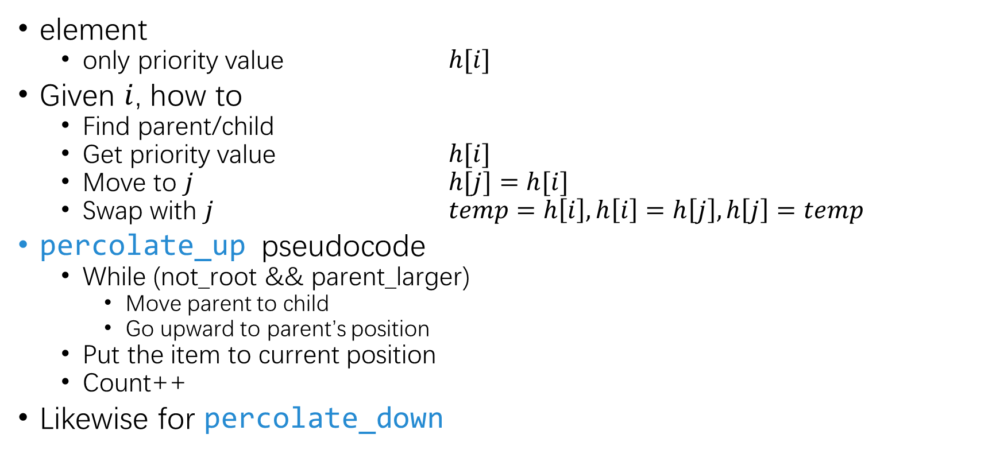 • element
• only priority value h[i]
• Given i, how to
• Find parent/child
• Get priority value h[i]
• Move to j h[j] = h[i]
• Swap with j temp = h[i], h[i] = h[j], h[j] = temp
• percolate_up pseudocode
• While (not_root && parent_larger)
• Move parent to child
• Go upward to parent’s position
• Put the item to current position
• Count++
• Likewise for percolate_down